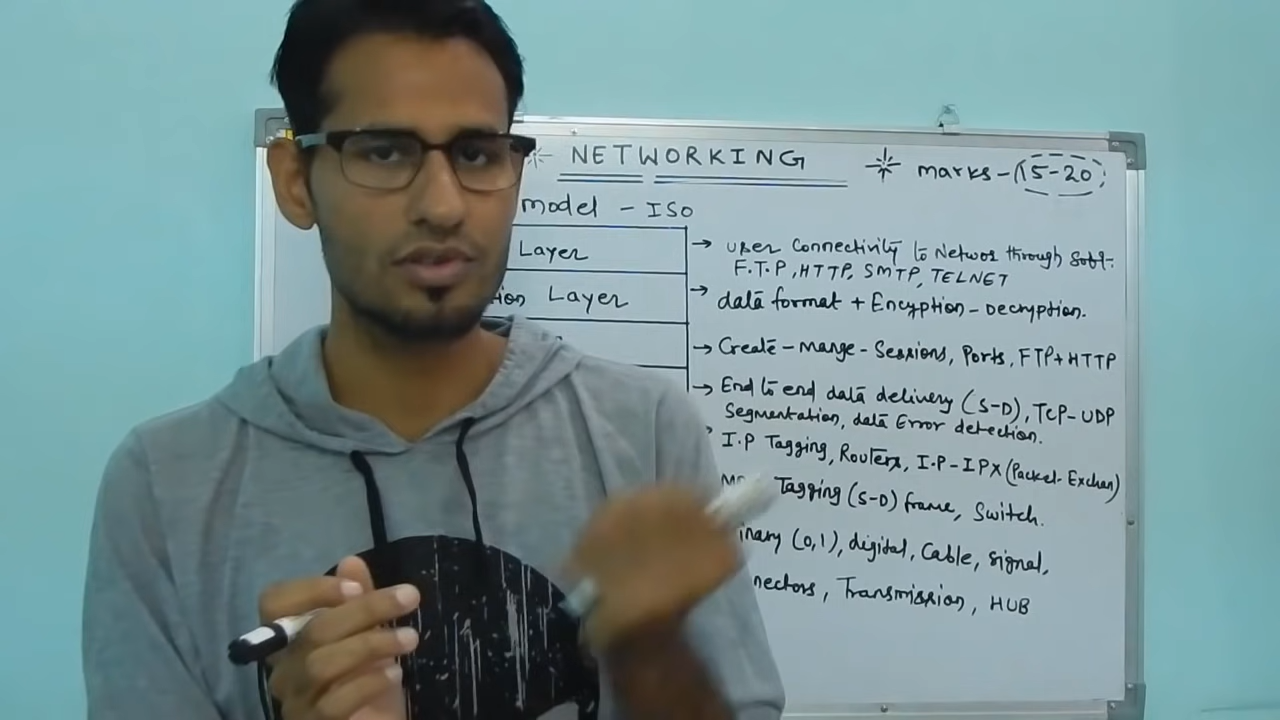 NETWORKING
marks - 15-20
model - ISO
Layer
→ user Connectivity to Networ through Soft-
F.T.P, HTTP, SMTP, TELNET
ion Layer
→ data format + Encryption - Decryption.
→ Create - mange - Sessions, Ports, FTP + HTTP
→ End to end data delivery (S-D), TCP-UDP
Segmentation, data Error detection.
I.P Tagging, Routers, I.P - IPX (Packet-Exchan)
Tagging (S-D) frame, Switch.
inary (0,1), digital, Cable, signal,
nectors, Transmission, HUB